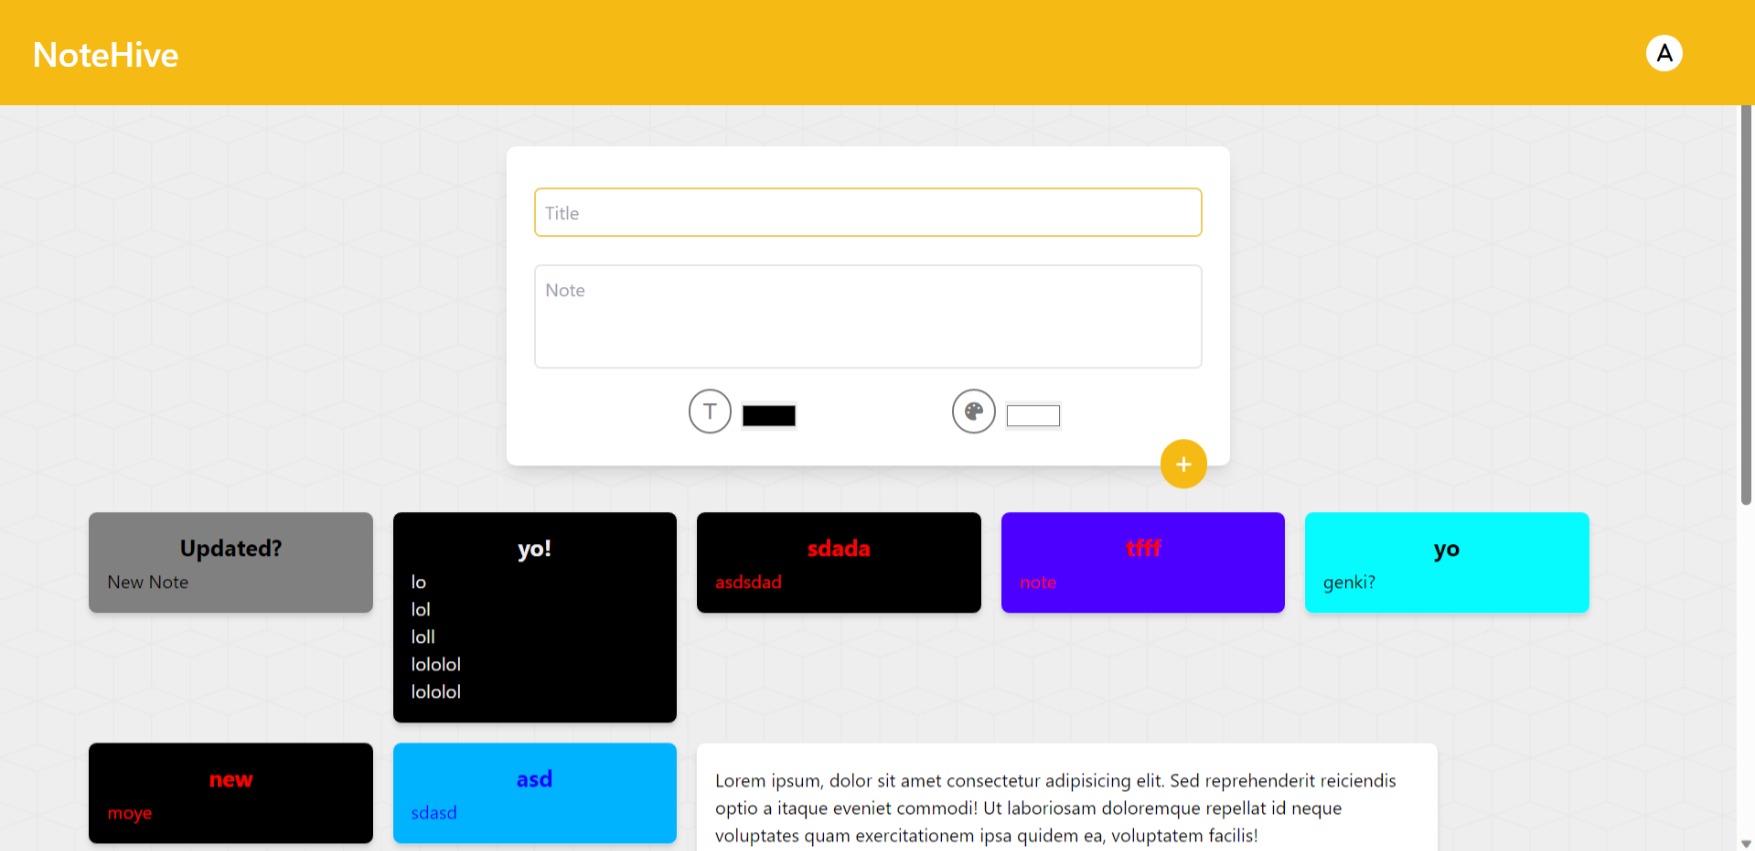 NoteHive
A
Title
Note
T
+
Updated?
New Note
yo!
lo
lol
loll
lololol
lololol
sdada
asdsdad
tfff
note
yo
genki?
new
moye
asd
sdasd
Lorem ipsum, dolor sit amet consectetur adipisicing elit. Sed reprehenderit reiciendis
optio a itaque eveniet commodi! Ut laboriosam doloremque repellat id neque
voluptates quam exercitationem ipsa quidem ea, voluptatem facilis!